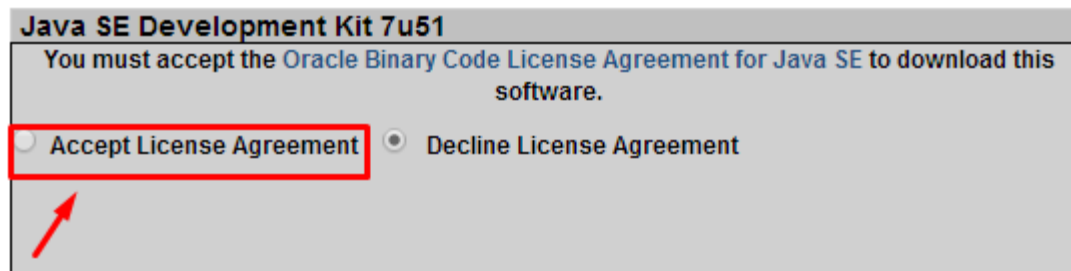 Java SE Development Kit 7u51
You must accept the Oracle Binary Code License Agreement for Java SE to download this
software.
Accept License Agreement Decline License Agreement